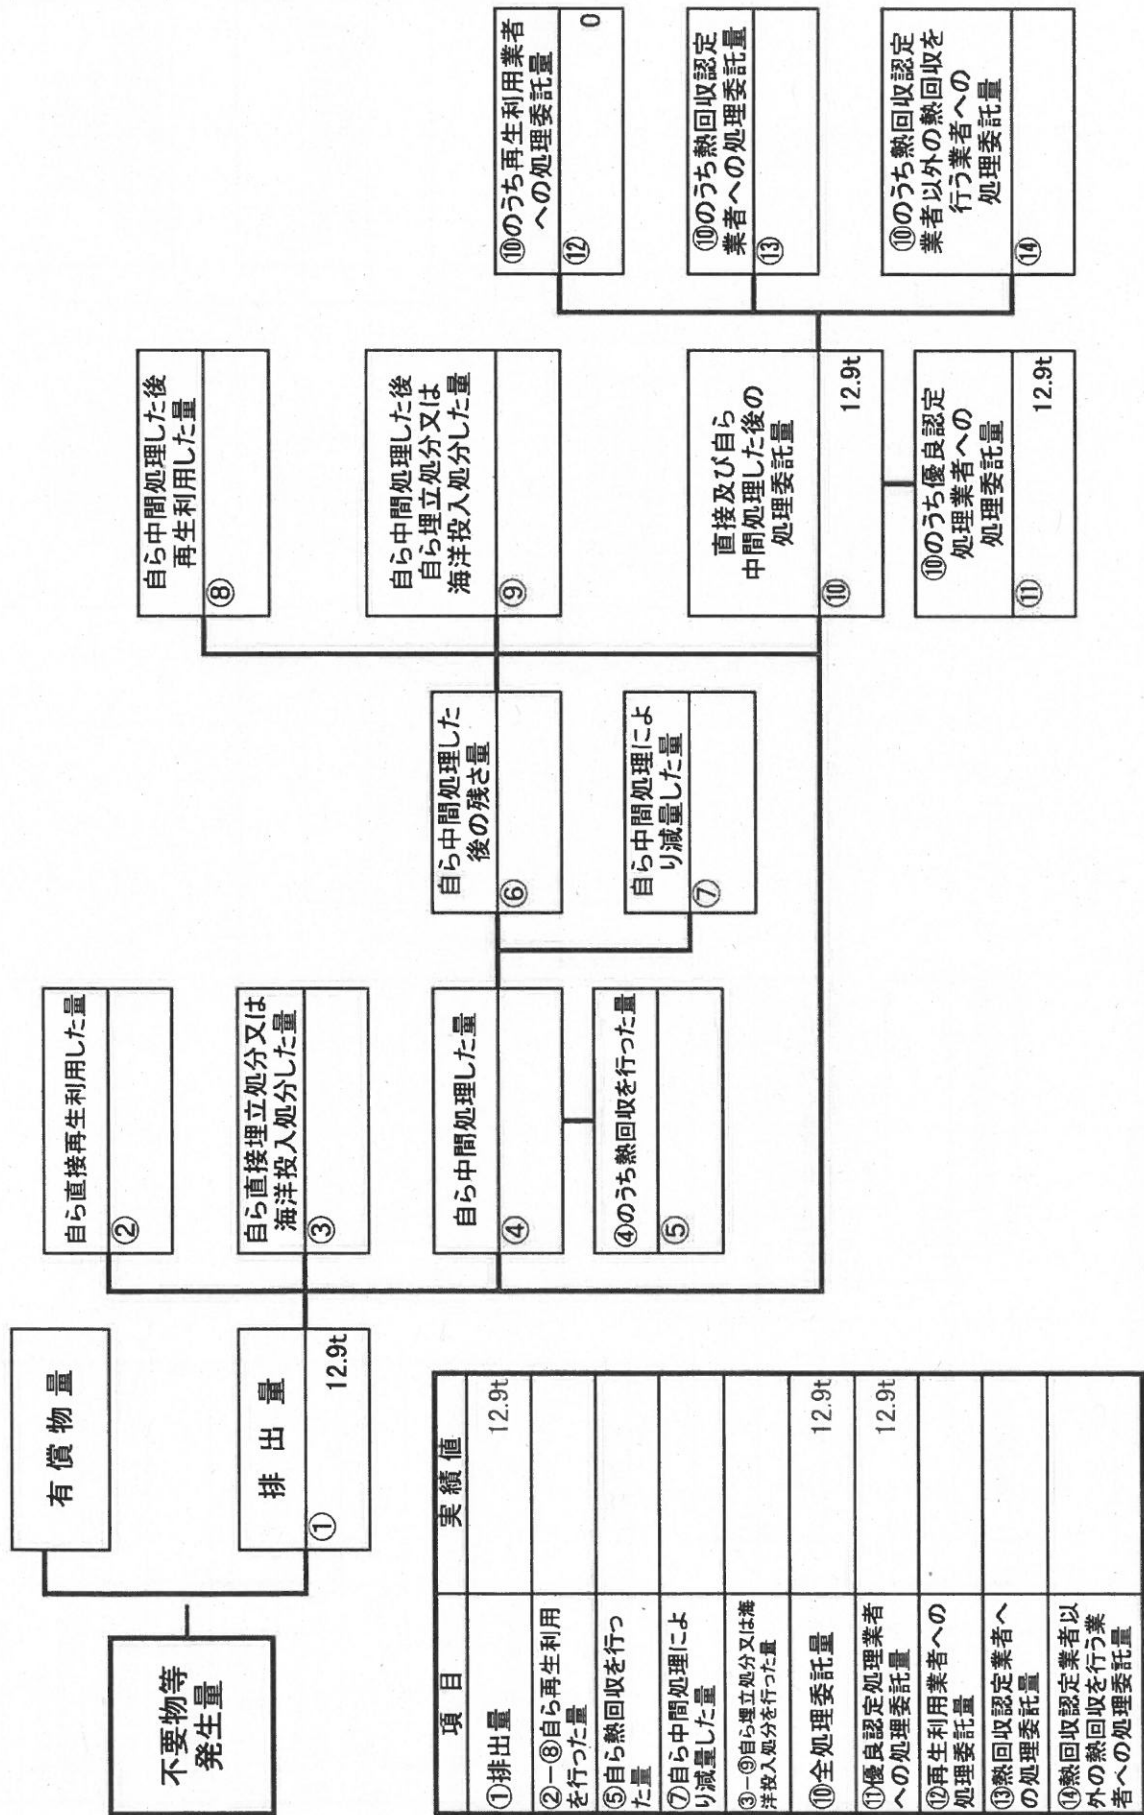 不要物等
発生量
有償物量
排出量
①
12.9t
自ら直接再生利用した量
②
自ら直接埋立処分又は
海洋投入処分した量
③
自ら中間処理した量
④
④のうち熱回収を行った量
⑤
自ら中間処理した
後の残さ量
⑥
自ら中間処理によ
り減量した量
⑦
自ら中間処理した後
再生利用した量
⑧
自ら中間処理した後
自ら埋立処分又は
海洋投入処分した量
⑨
直接及び自ら
中間処理した後の
処理委託量
⑩
12.9t
⑩のうち優良認定
処理業者への
処理委託量
⑪
12.9t
⑩のうち再生利用業者
への処理委託量
⑫
0
⑩のうち熱回収認定
業者への処理委託量
⑬
⑩のうち熱回収認定
業者以外の熱回収を
行う業者への
処理委託量
⑭
項目 実績値
①排出量 12.9t
②−⑧自ら再生利用
を行った量
⑤自ら熱回収を行っ
た量
⑦自ら中間処理によ
り減量した量
③−⑨自ら埋立処分又は海
洋投入処分を行った量
⑩全処理委託量 12.9t
⑪優良認定処理業者
への処理委託量 12.9t
⑫再生利用業者への
処理委託量
⑬熱回収認定業者へ
の処理委託量
⑭熱回収認定業者以
外の熱回収を行う業
者への処理委託量